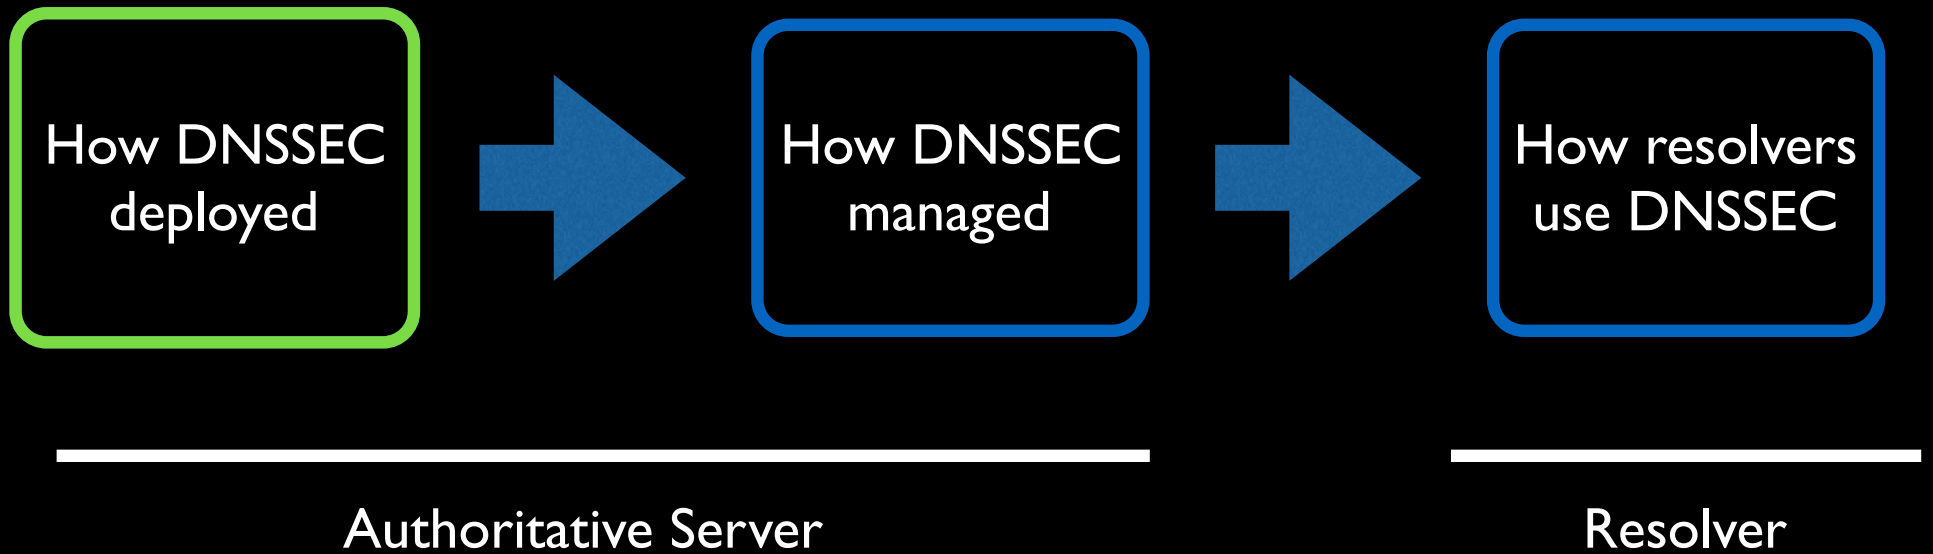 How DNSSEC
deployed
How DNSSEC
managed
How resolvers
use DNSSEC
Authoritative Server
Resolver